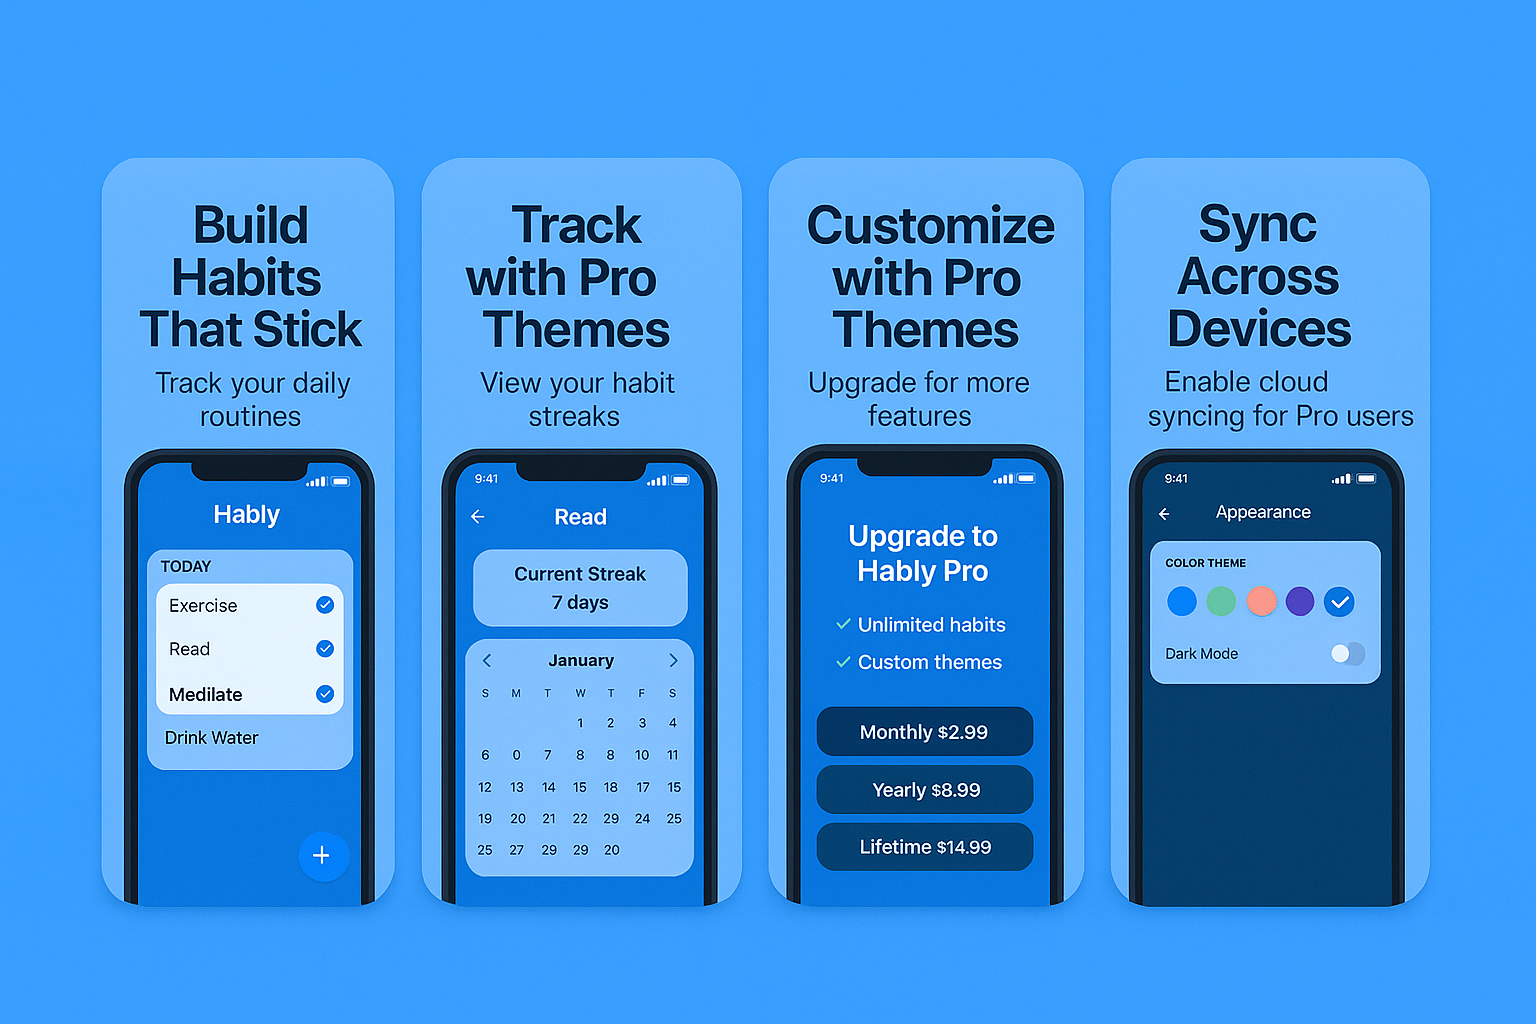 Build
Habits
That Stick
Track your daily
routines
Hably
TODAY
Exercise
Read
Medilate
Drink Water
+
Track
with Pro
Themes
View your habit
streaks
9:41
Read
Current Streak
7 days
January
S M T W T F S
1 2 3 4
6 0 7 8 8 10 11
12 13 14 15 18 17 15
19 20 21 22 29 24 25
25 27 29 29 20
Customize
with Pro
Themes
Upgrade for more
features
9:41
Upgrade to
Hably Pro
Unlimited habits
Custom themes
Monthly $2.99
Yearly $8.99
Lifetime $14.99
Sync
Across
Devices
Enable cloud
syncing for Pro users
9:41
Appearance
COLOR THEME
Dark Mode